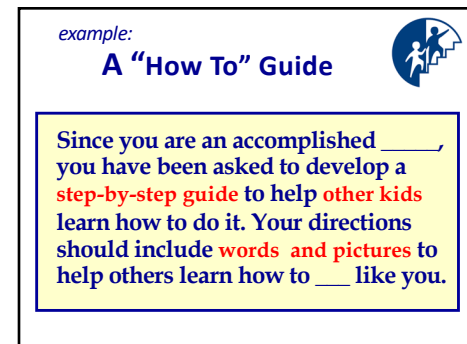 example:
A “How To” Guide
Since you are an accomplished _____,
you have been asked to develop a
step-by-step guide to help other kids
learn how to do it. Your directions
should include words and pictures to
help others learn how to ___ like you.